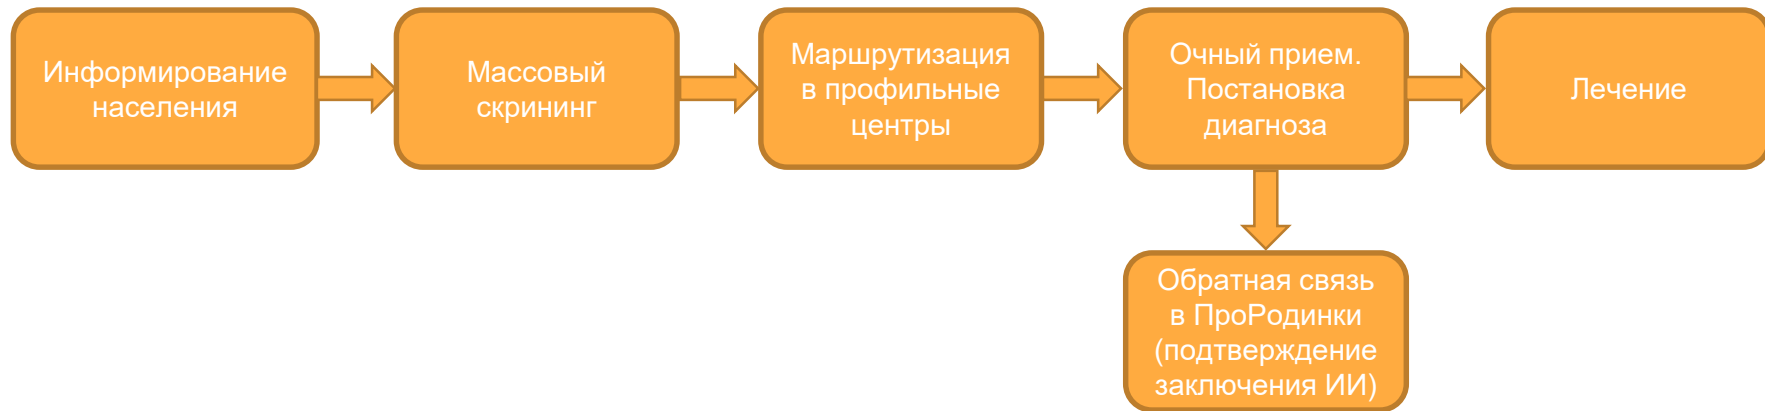 Информирование
населения
Массовый
скрининг
Маршрутизация
в профильные
центры
Очный прием.
Постановка
диагноза
Лечение
Обратная связь
в ПроРодинки
(подтверждение
заключения ИИ)